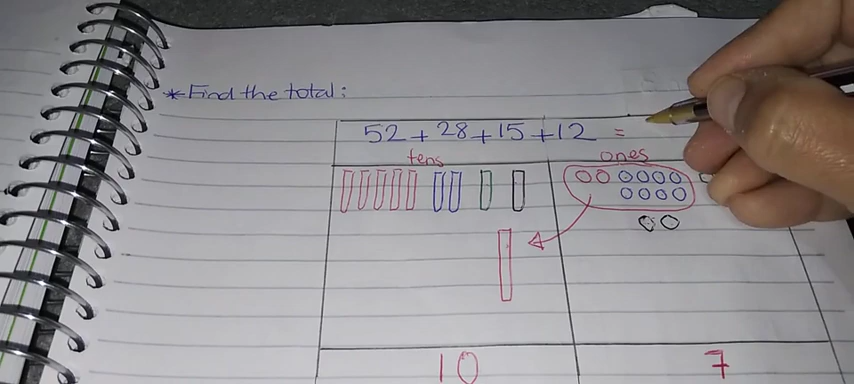 *Find the total:
52 + 28 + 15 + 12 =
tens ones
10 7